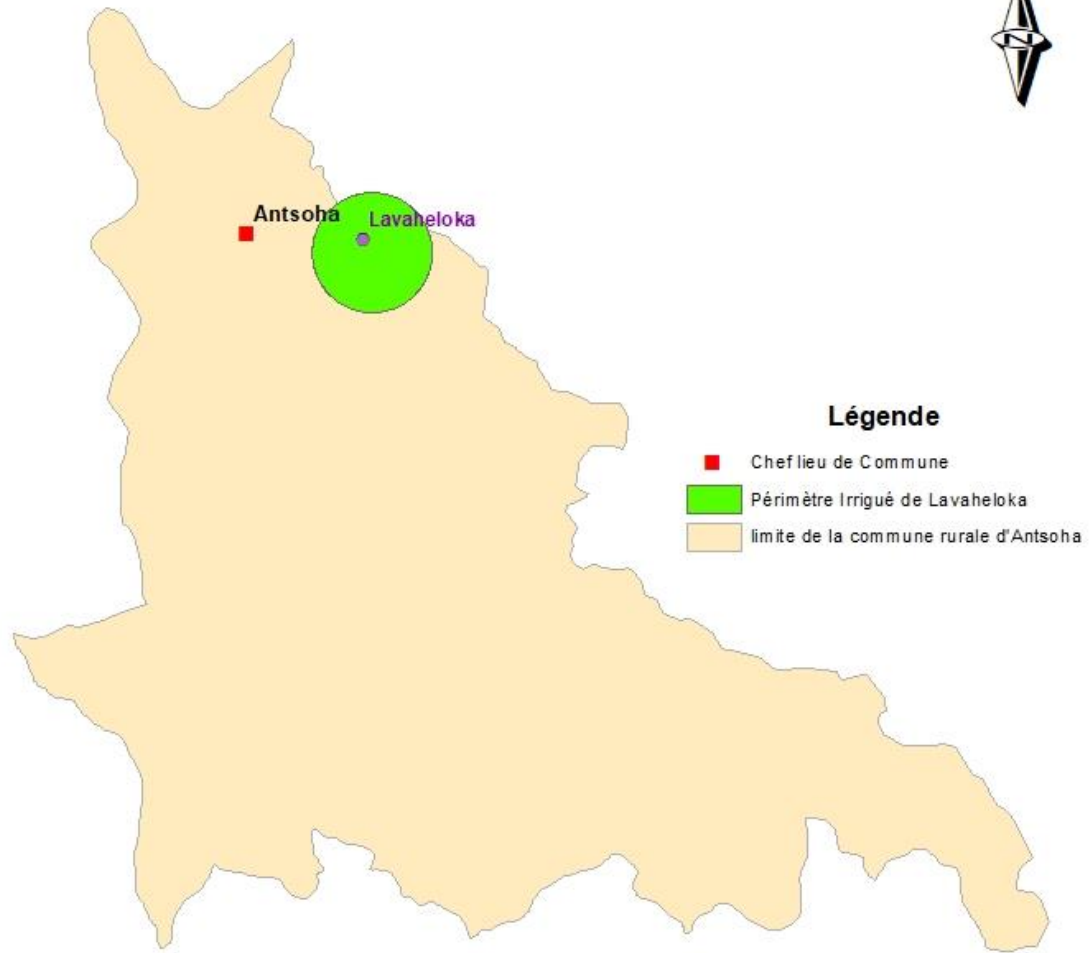 N
Antsoha
Lavaheloka
Légende
Chef lieu de Commune
Périmètre Irrigué de Lavaheloka
limite de la commune rurale d'Antsoha